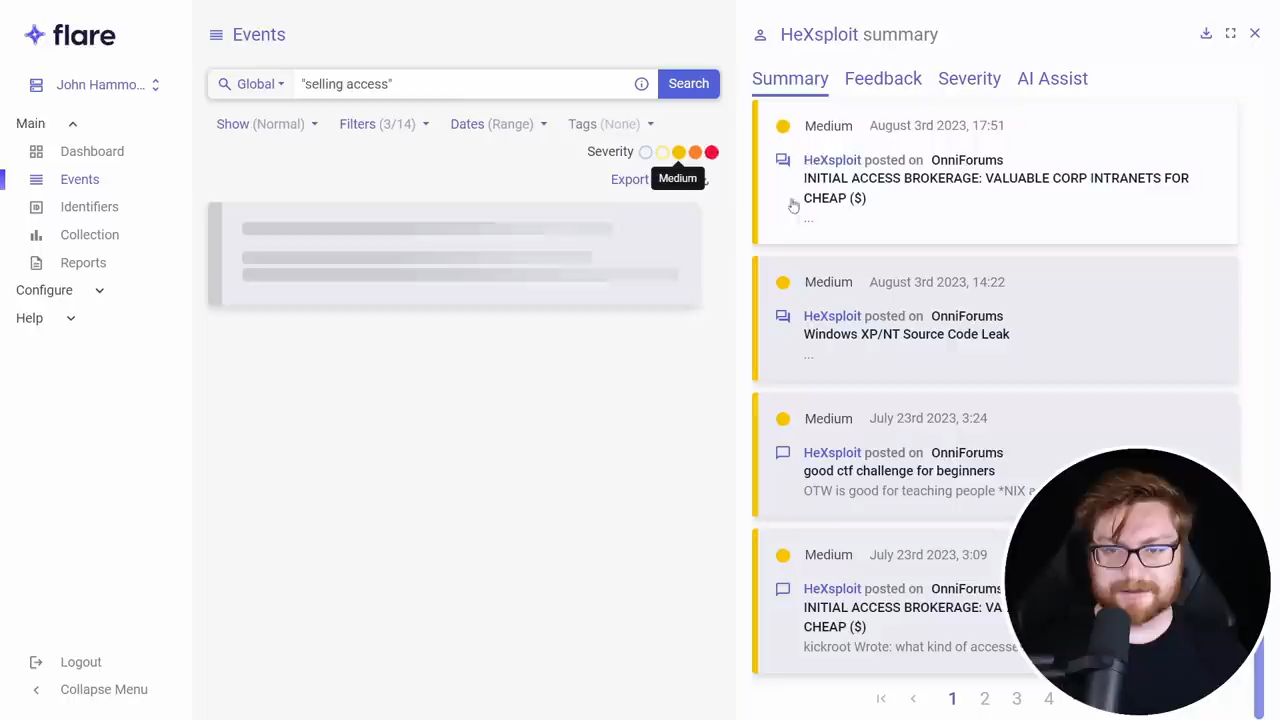 flare
John Hammo...
Main
Dashboard
Events
Identifiers
Collection
Reports
Configure
Help
Logout
Collapse Menu
Events
Global
"selling access"
Search
Show (Normal)
Filters (3/14)
Dates (Range)
Tags (None)
Severity
Medium
Export
HeXsploit summary
Summary
Feedback
Severity
AI Assist
Medium August 3rd 2023, 17:51
HeXsploit posted on OnniForums
INITIAL ACCESS BROKERAGE: VALUABLE CORP INTRANETS FOR
CHEAP ($)
...
Medium August 3rd 2023, 14:22
HeXsploit posted on OnniForums
Windows XP/NT Source Code Leak
...
Medium July 23rd 2023, 3:24
HeXsploit posted on OnniForums
good ctf challenge for beginners
OTW is good for teaching people *NIX
Medium July 23rd 2023, 3:09
HeXsploit posted on OnniForums
INITIAL ACCESS BROKERAGE: VA
CHEAP ($)
kickroot Wrote: what kind of accesse
1 2 3 4